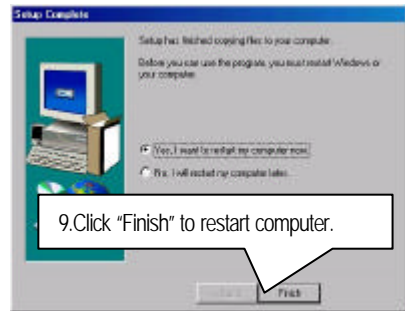 Setup Complete
Setup has finished copying files to your computer.
Before you can use the program, you must restart Windows or
your computer.
Yes, I want to restart my computer now.
No, I will restart my computer later.
9.Click “Finish” to restart computer.
Finish